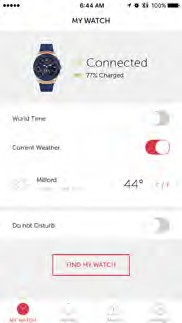 6:44 AM 100%
MY WATCH
Connected
77% Charged
World Time
Current Weather
Milford
44°
Do not Disturb
FIND MY WATCH
MY WATCH